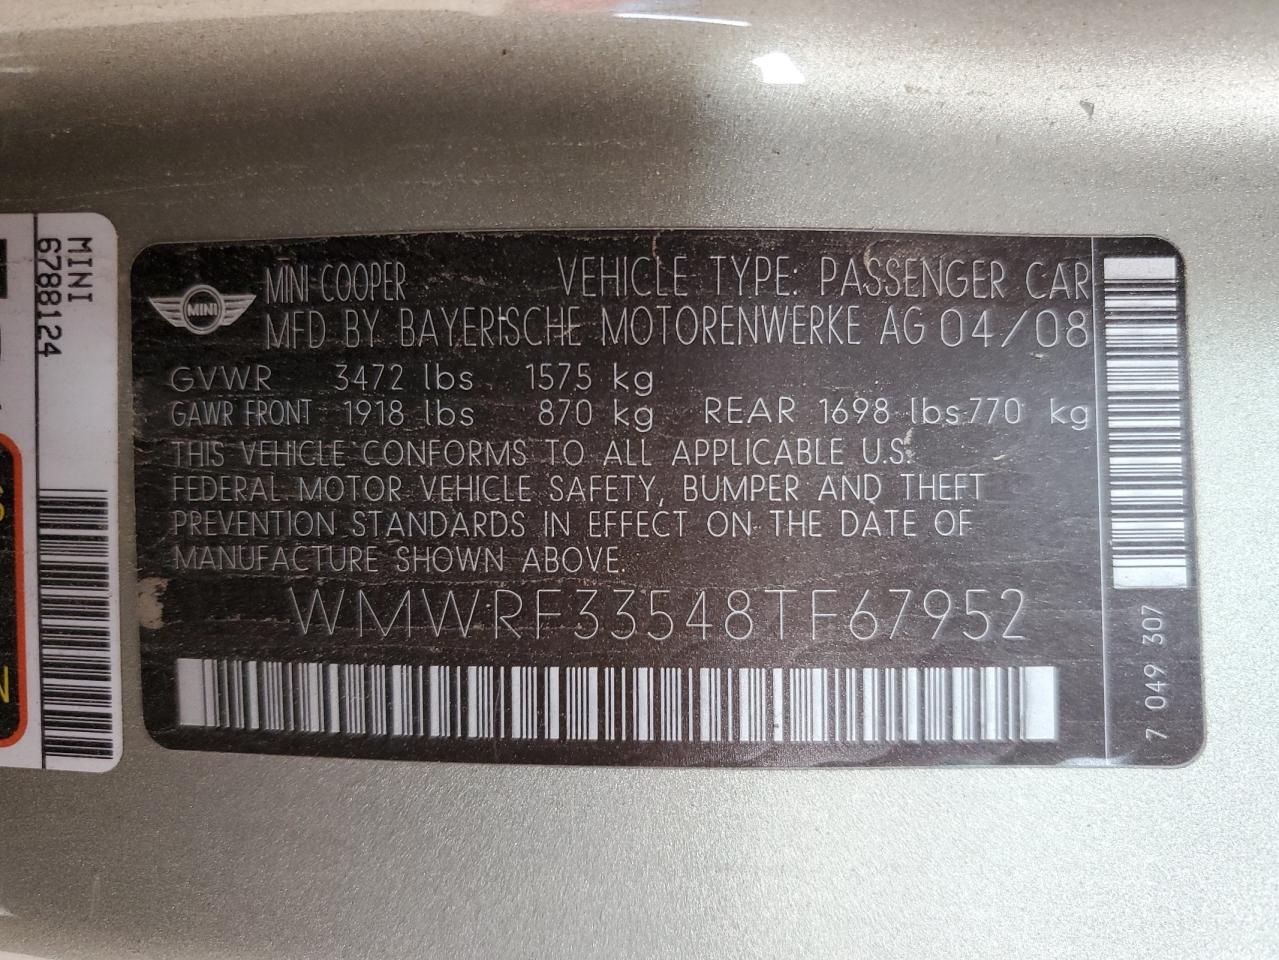 MINI
6788124
MINI
MINI COOPER VEHICLE TYPE: PASSENGER CAR
MFD BY BAYERISCHE MOTORENWERKE AG 04/08
GVWR 3472 lbs 1575 kg
GAWR FRONT 1918 lbs 870 kg REAR 1698 lbs 770 kg
THIS VEHICLE CONFORMS TO ALL APPLICABLE U.S.
FEDERAL MOTOR VEHICLE SAFETY, BUMPER AND THEFT
PREVENTION STANDARDS IN EFFECT ON THE DATE OF
MANUFACTURE SHOWN ABOVE.
WMWRF33548TF67952
7 049 307